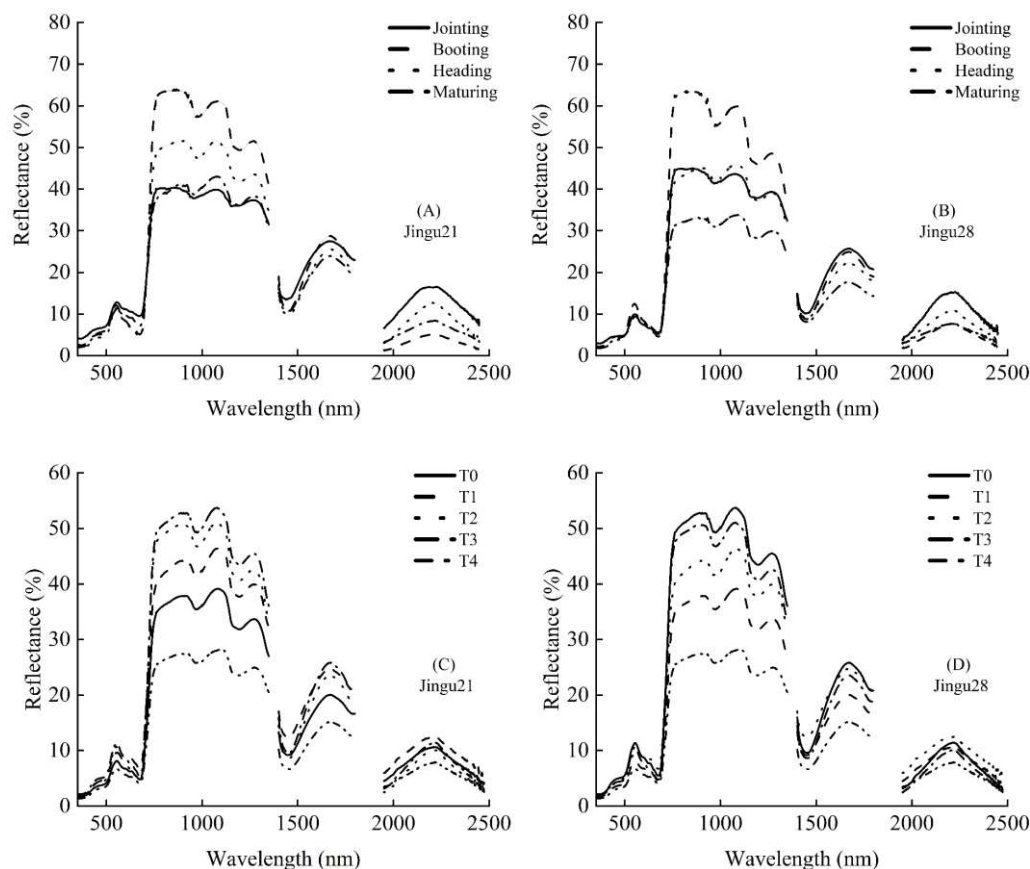 80
70
60
50
40
30
20
10
0
Reflectance (%)
Jointing
Booting
Heading
Maturing
(A)
Jingu21
500 1000 1500 2000 2500
Wavelength (nm)
80
70
60
50
40
30
20
10
0
Reflectance (%)
Jointing
Booting
Heading
Maturing
(B)
Jingu28
500 1000 1500 2000 2500
Wavelength (nm)
60
50
40
30
20
10
0
Reflectance (%)
T0
T1
T2
T3
T4
(C)
Jingu21
500 1000 1500 2000 2500
Wavelength (nm)
60
50
40
30
20
10
0
Reflectance (%)
T0
T1
T2
T3
T4
(D)
Jingu28
500 1000 1500 2000 2500
Wavelength (nm)